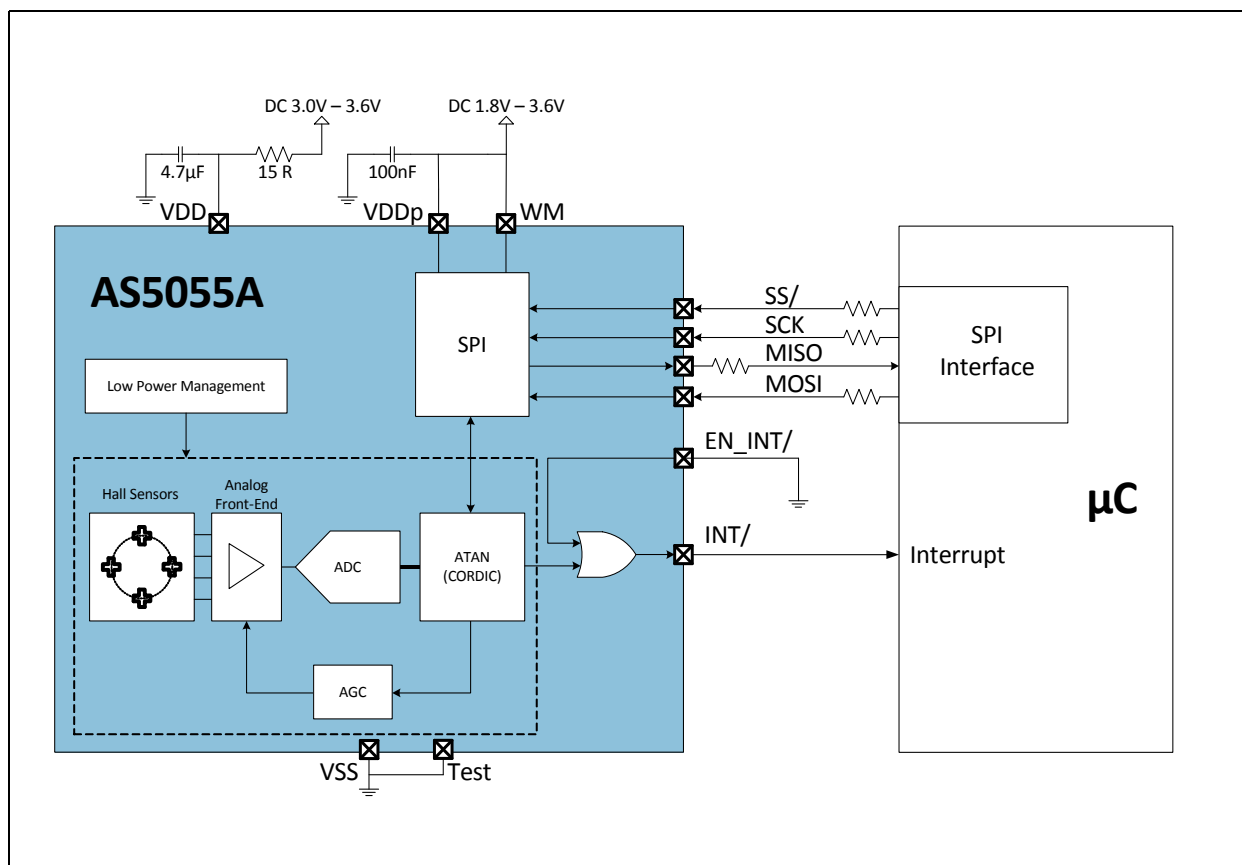 DC 3.0V – 3.6V
DC 1.8V – 3.6V
4.7µF
15 R
100nF
VDD
VDDp
WM
AS5055A
SS/
SCK
MISO
MOSI
SPI
SPI
Interface
Low Power Management
EN_INT/
µC
Hall Sensors
Analog
Front-End
ADC
ATAN
(CORDIC)
INT/
Interrupt
AGC
VSS
Test